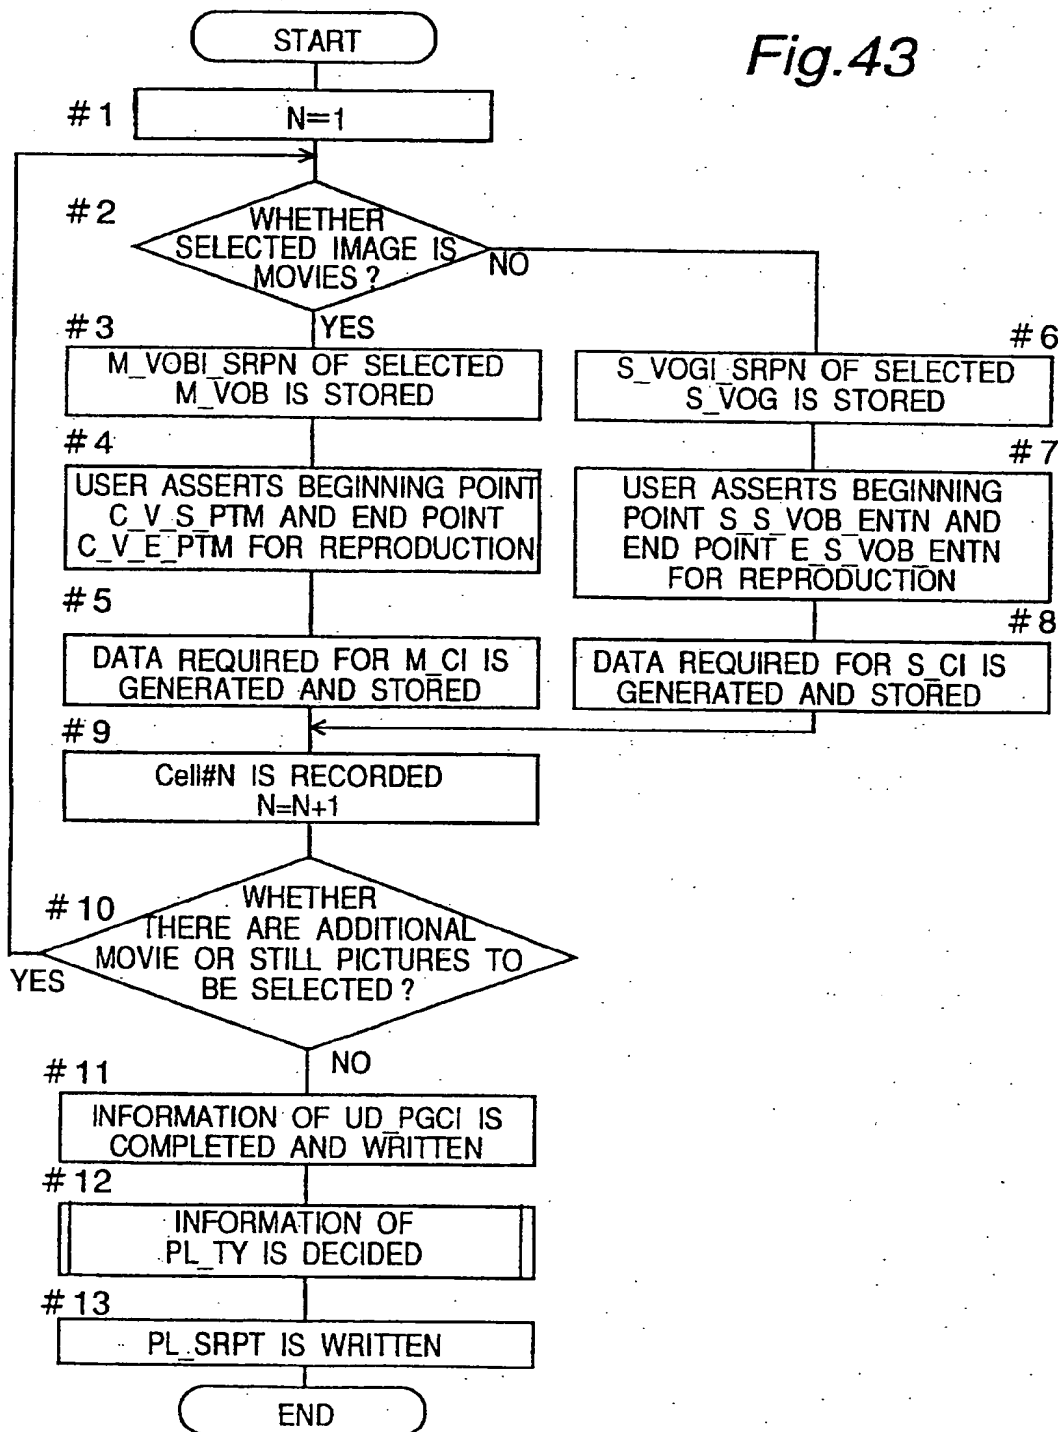 START
Fig.43
#1
N=1
#2
WHETHER
SELECTED IMAGE IS
MOVIES?
NO
YES
#3
M_VOBI_SRPN OF SELECTED
M_VOB IS STORED
#6
S_VOGI_SRPN OF SELECTED
S_VOG IS STORED
#4
USER ASSERTS BEGINNING POINT
C_V_S_PTM AND END POINT
C_V_E_PTM FOR REPRODUCTION
#7
USER ASSERTS BEGINNING
POINT S_S_VOB_ENTN AND
END POINT E_S_VOB_ENTN
FOR REPRODUCTION
#5
DATA REQUIRED FOR M_CI IS
GENERATED AND STORED
#8
DATA REQUIRED FOR S_CI IS
GENERATED AND STORED
#9
Cell#N IS RECORDED
N=N+1
#10
WHETHER
THERE ARE ADDITIONAL
MOVIE OR STILL PICTURES TO
BE SELECTED?
YES
NO
#11
INFORMATION OF UD_PGCI IS
COMPLETED AND WRITTEN
#12
INFORMATION OF
PL_TY IS DECIDED
#13
PL_SRPT IS WRITTEN
END